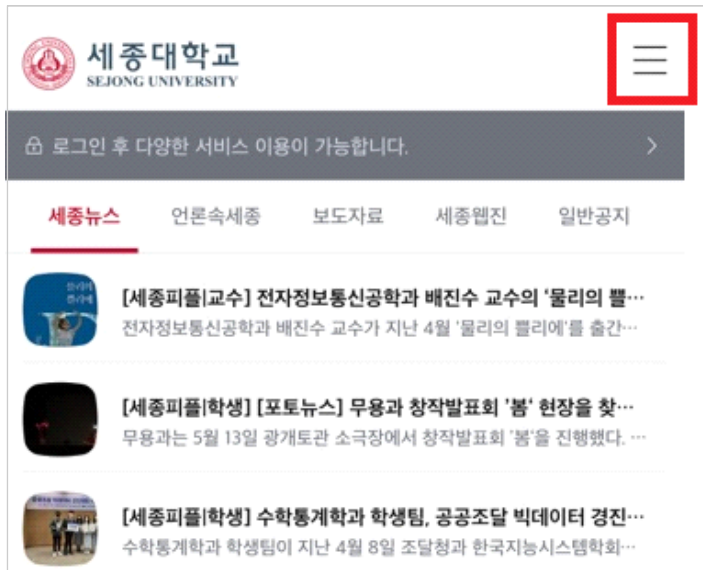 세종대학교
SEJONG UNIVERSITY
로그인 후 다양한 서비스 이용이 가능합니다.
세종뉴스 언론속세종 보도자료 세종웹진 일반공지
[세종피플|교수] 전자정보통신공학과 배진수 교수의 '물리의 쁠…
전자정보통신공학과 배진수 교수가 지난 4월 '물리의 쁠리에'를 출간…
[세종피플|학생] [포토뉴스] 무용과 창작발표회 '봄' 현장을 찾…
무용과는 5월 13일 광개토관 소극장에서 창작발표회 '봄'을 진행했다. …
[세종피플|학생] 수학통계학과 학생팀, 공공조달 빅데이터 경진…
수학통계학과 학생팀이 지난 4월 8일 조달청과 한국지능시스템학회…